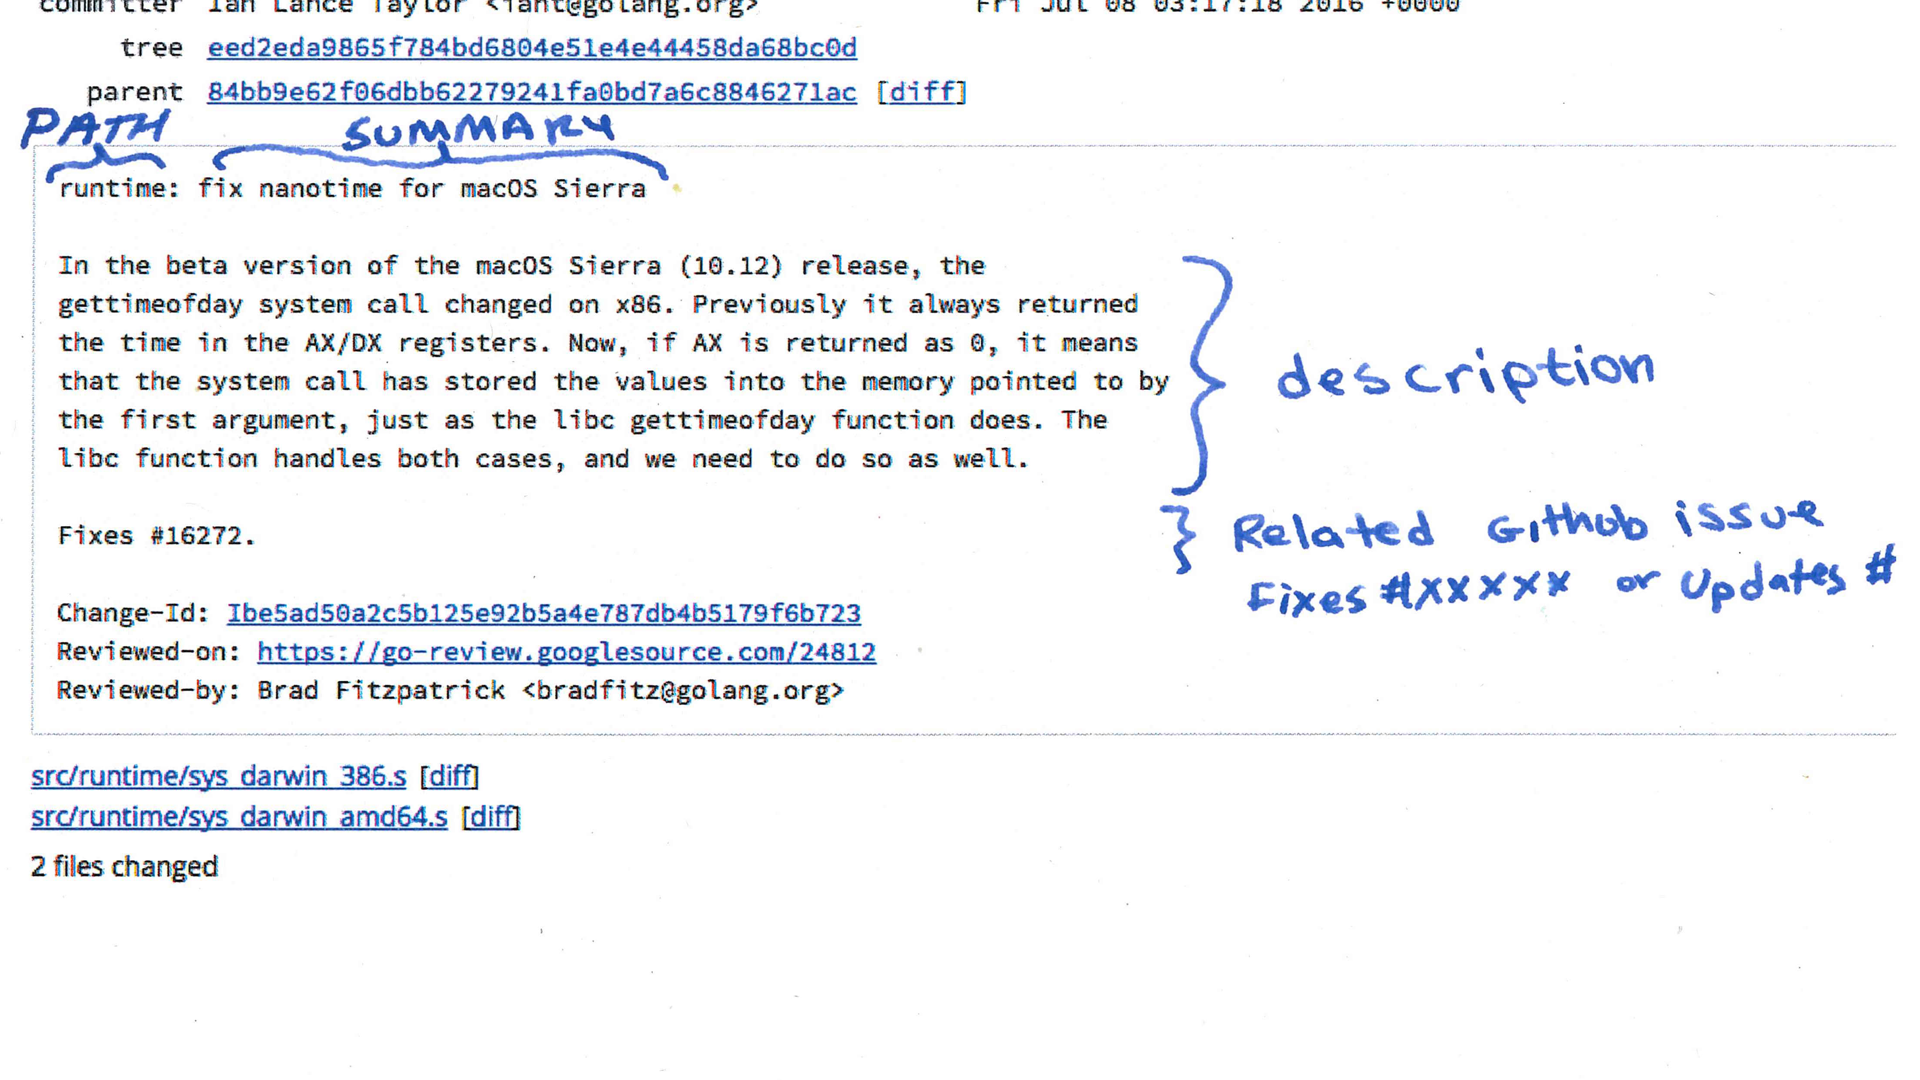 committer Ian Lance Taylor <iant@golang.org> Fri Jul 08 03:17:18 2016 +0000
tree eed2eda9865f784bd6804e51e4e44458da68bc0d
parent 84bb9e62f06dbb62279241fa0bd7a6c8846271ac [diff]
PATH SUMMARY
runtime: fix nanotime for macOS Sierra
In the beta version of the macOS Sierra (10.12) release, the
gettimeofday system call changed on x86. Previously it always returned
the time in the AX/DX registers. Now, if AX is returned as 0, it means
that the system call has stored the values into the memory pointed to by
the first argument, just as the libc gettimeofday function does. The
libc function handles both cases, and we need to do so as well.
description
Fixes #16272.
Related Github issue
Fixes #XXXXX or Updates #
Change-Id: Ibe5ad50a2c5b125e92b5a4e787db4b5179f6b723
Reviewed-on: https://go-review.googlesource.com/24812
Reviewed-by: Brad Fitzpatrick <bradfitz@golang.org>
src/runtime/sys_darwin_386.s [diff]
src/runtime/sys_darwin_amd64.s [diff]
2 files changed